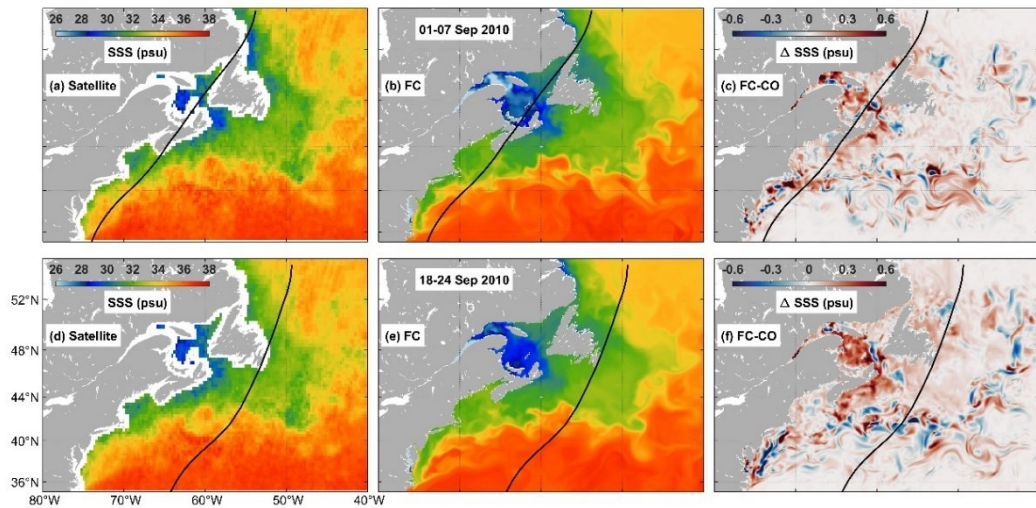 26 28 30 32 34 36 38
SSS (psu)
(a) Satellite
01-07 Sep 2010
(b) FC
-0.6 -0.3 0.3 0.6
Δ SSS (psu)
(c) FC-CO
26 28 30 32 34 36 38
SSS (psu)
(d) Satellite
18-24 Sep 2010
(e) FC
-0.6 -0.3 0.3 0.6
Δ SSS (psu)
(f) FC-CO
52°N
48°N
44°N
40°N
36°N
80°W 70°W 60°W 50°W 40°W